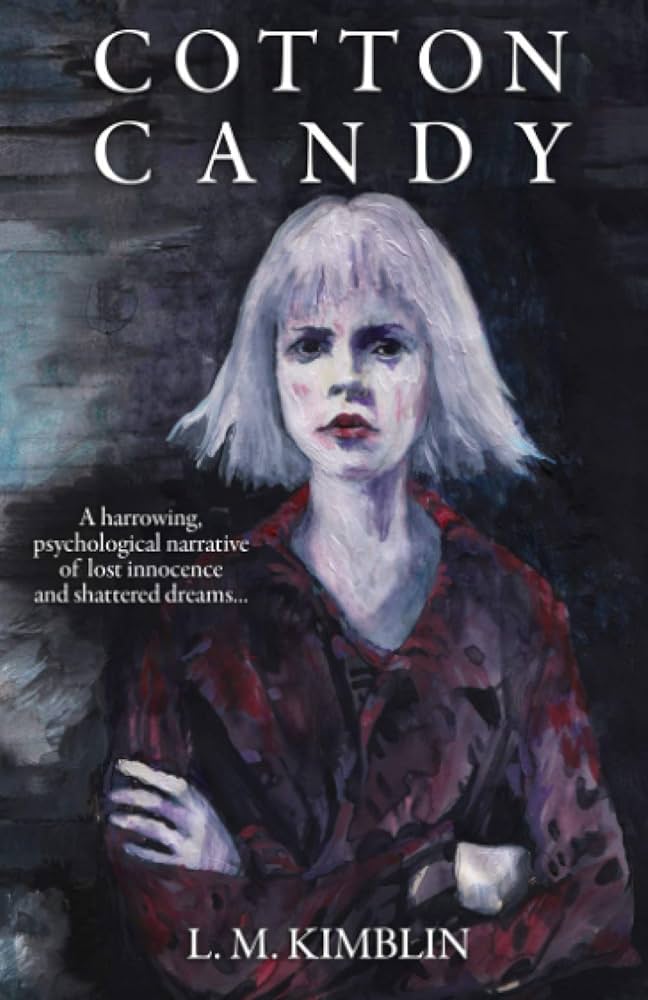 COTTON
CANDY
A harrowing,
psychological narrative
of lost innocence
and shattered dreams...
L. M. KIMBLIN